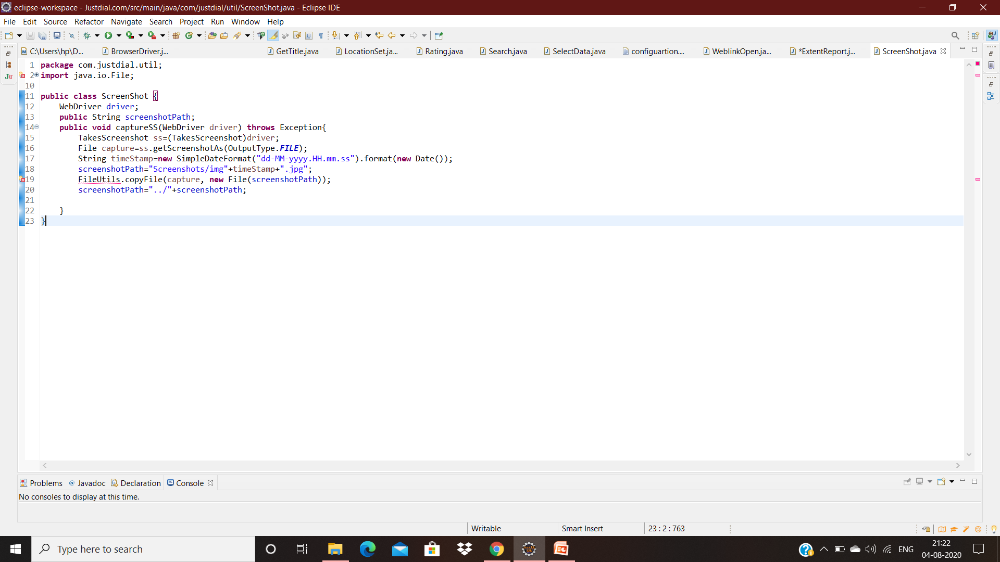 eclipse-workspace - Justdial.com/src/main/java/com/justdial/util/ScreenShot.java - Eclipse IDE
File Edit Source Refactor Navigate Search Project Run Window Help
C:\Users\hp\D... BrowserDriver.j... GetTitle.java LocationSet.ja... Rating.java Search.java SelectData.java configuartion.... WeblinkOpen.ja... *ExtentReport.j... ScreenShot.java
1 package com.justdial.util;
2 import java.io.File;
10
11 public class ScreenShot {
12 WebDriver driver;
13 public String screenshotPath;
14 public void captureSS(WebDriver driver) throws Exception{
15 TakesScreenshot ss=(TakesScreenshot)driver;
16 File capture=ss.getScreenshotAs(OutputType.FILE);
17 String timeStamp=new SimpleDateFormat("dd-MM-yyyy.HH.mm.ss").format(new Date());
18 screenshotPath="Screenshots/img"+timeStamp+".jpg";
19 FileUtils.copyFile(capture, new File(screenshotPath));
20 screenshotPath="../"+screenshotPath;
21
22 }
23 }
Problems Javadoc Declaration Console
No consoles to display at this time.
Writable Smart Insert 23 : 2 : 763
Type here to search
ENG
21:22
04-08-2020